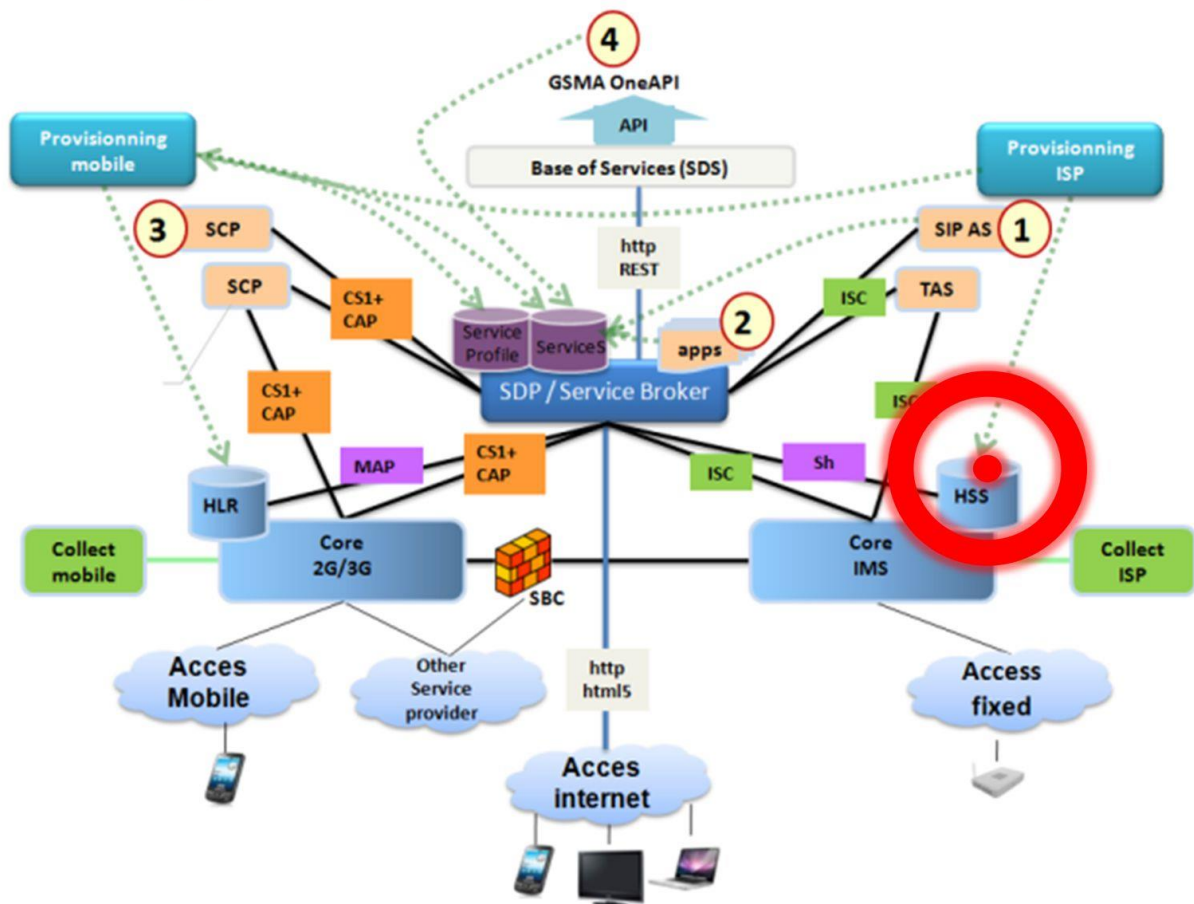 4
GSMA OneAPI
API
Provisionning
mobile
Base of Services (SDS)
Provisionning
ISP
3
SCP
SIP AS
1
http
REST
SCP
CS1+
CAP
ISC
TAS
Service
Profile
ServiceS
2
apps
SDP / Service Broker
CS1+
CAP
ISC
MAP
CS1+
CAP
ISC
Sh
HLR
HSS
Collect
mobile
Core
2G/3G
SBC
Core
IMS
Collect
ISP
Acces
Mobile
Other
Service
provider
http
html5
Access
fixed
Acces
internet